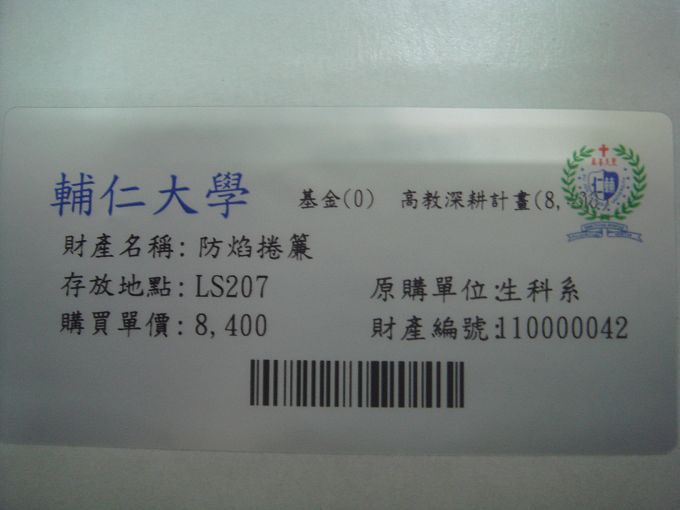 輔仁大學 基金(0) 高教深耕計畫(8,
財產名稱: 防焰捲簾
存放地點: LS207 原購單位:生科系
購買單價: 8,400 財產編號:110000042